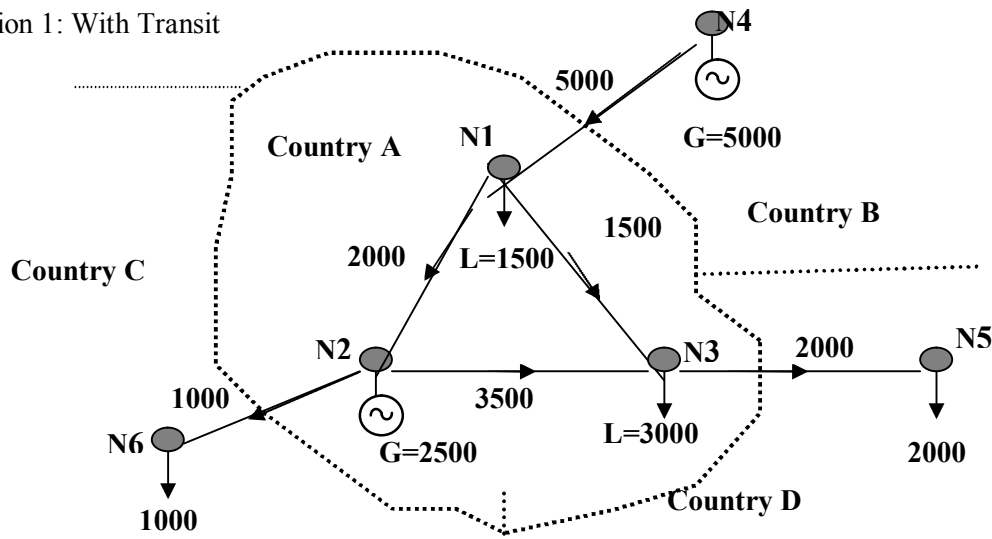 ion 1: With Transit
N4
5000
G=5000
Country A
N1
Country B
1500
2000
L=1500
Country C
N2
N3
2000
N5
1000
3500
N6
G=2500
L=3000
2000
Country D
1000